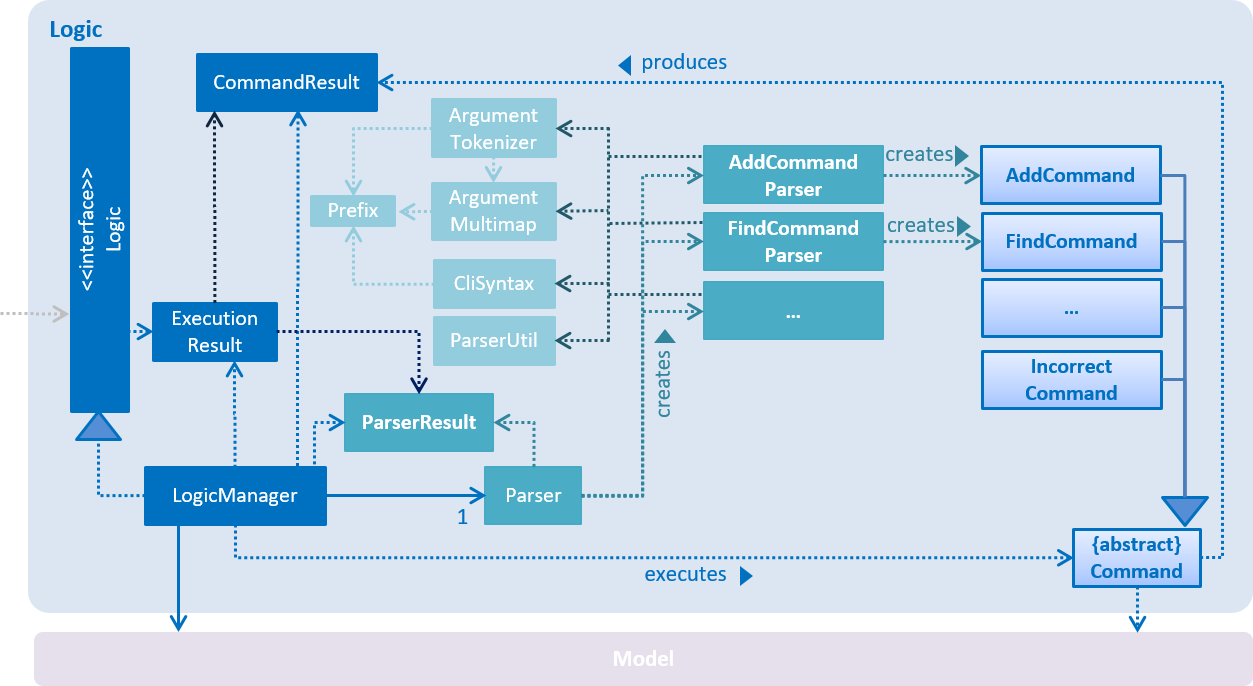 Logic
produces
CommandResult
Argument
Tokenizer
AddCommand
Parser
creates
AddCommand
<<interface>>
Logic
Prefix
Argument
Multimap
FindCommand
Parser
creates
FindCommand
CliSyntax
...
...
Execution
Result
ParserUtil
creates
Incorrect
Command
ParserResult
LogicManager
1
Parser
executes
{abstract}
Command
Model